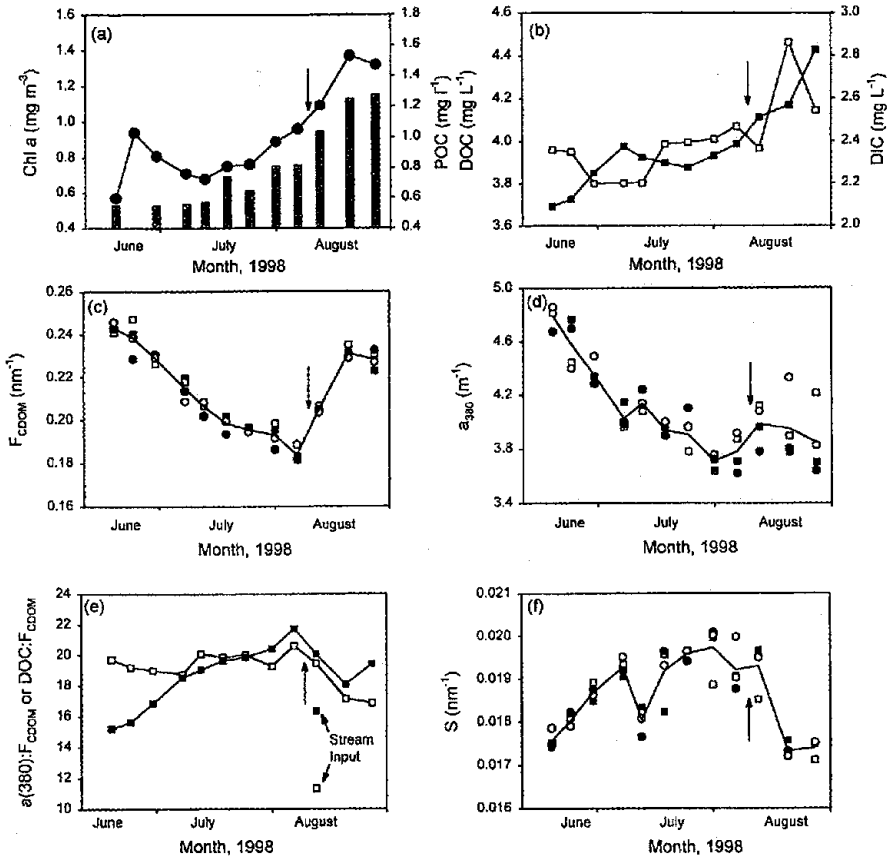 (a)
1.6
1.4
1.2
1.0
0.8
0.6
0.4
Chl a (mg m⁻³)
1.8
1.6
1.4
1.2
1.0
0.8
0.6
0.4
POC (mg l⁻¹)
June
July
August
Month, 1998
(b)
4.6
4.4
4.2
4.0
3.8
3.6
DOC (mg L⁻¹)
3.0
2.8
2.6
2.4
2.2
2.0
DIC (mg L⁻¹)
June
July
August
Month, 1998
(c)
0.26
0.24
0.22
0.20
0.18
0.16
F_CDOM (nm⁻¹)
June
July
August
Month, 1998
(d)
5.0
4.6
4.2
3.8
3.4
a₃₈₀ (m⁻¹)
June
July
August
Month, 1998
(e)
24
22
20
18
16
14
12
10
a(380):F_CDOM or DOC:F_CDOM
Stream
Input
June
July
August
Month, 1998
(f)
0.021
0.020
0.019
0.018
0.017
0.016
S (nm⁻¹)
June
July
August
Month, 1998